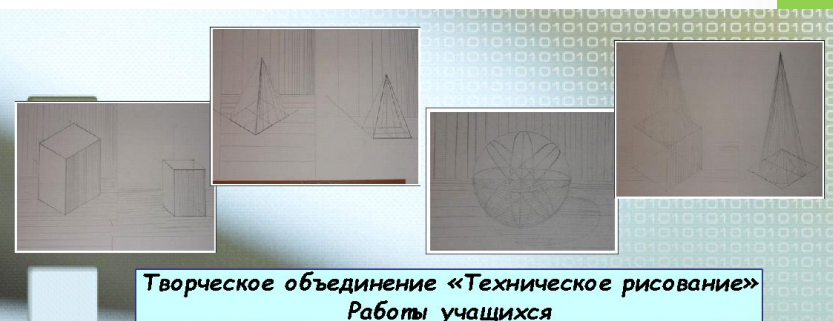 Творческое объединение «Техническое рисование»
Работы учащихся